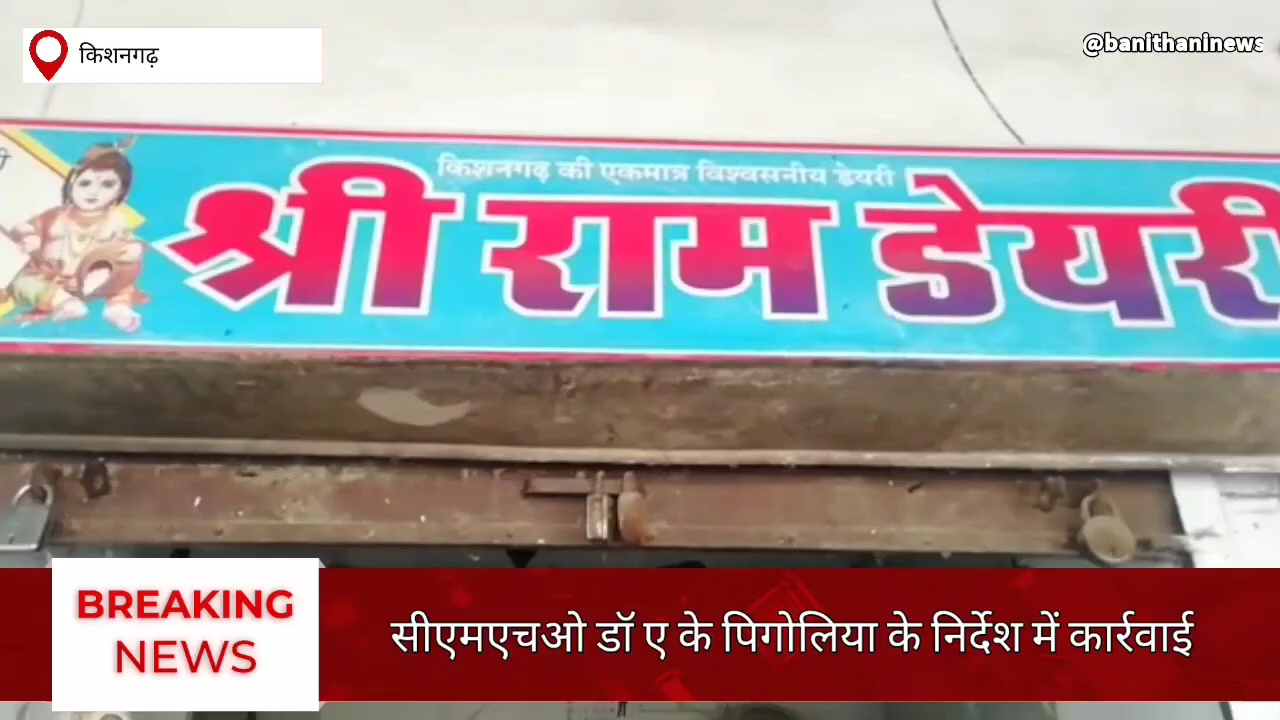 किशनगढ़
@banithaninews
किशनगढ़ की एकमात्र विश्वसनीय डेयरी
श्री राम डेयरी
BREAKING
NEWS
सीएमएचओ डॉ ए के पिगोलिया के निर्देश में कार्रवाई